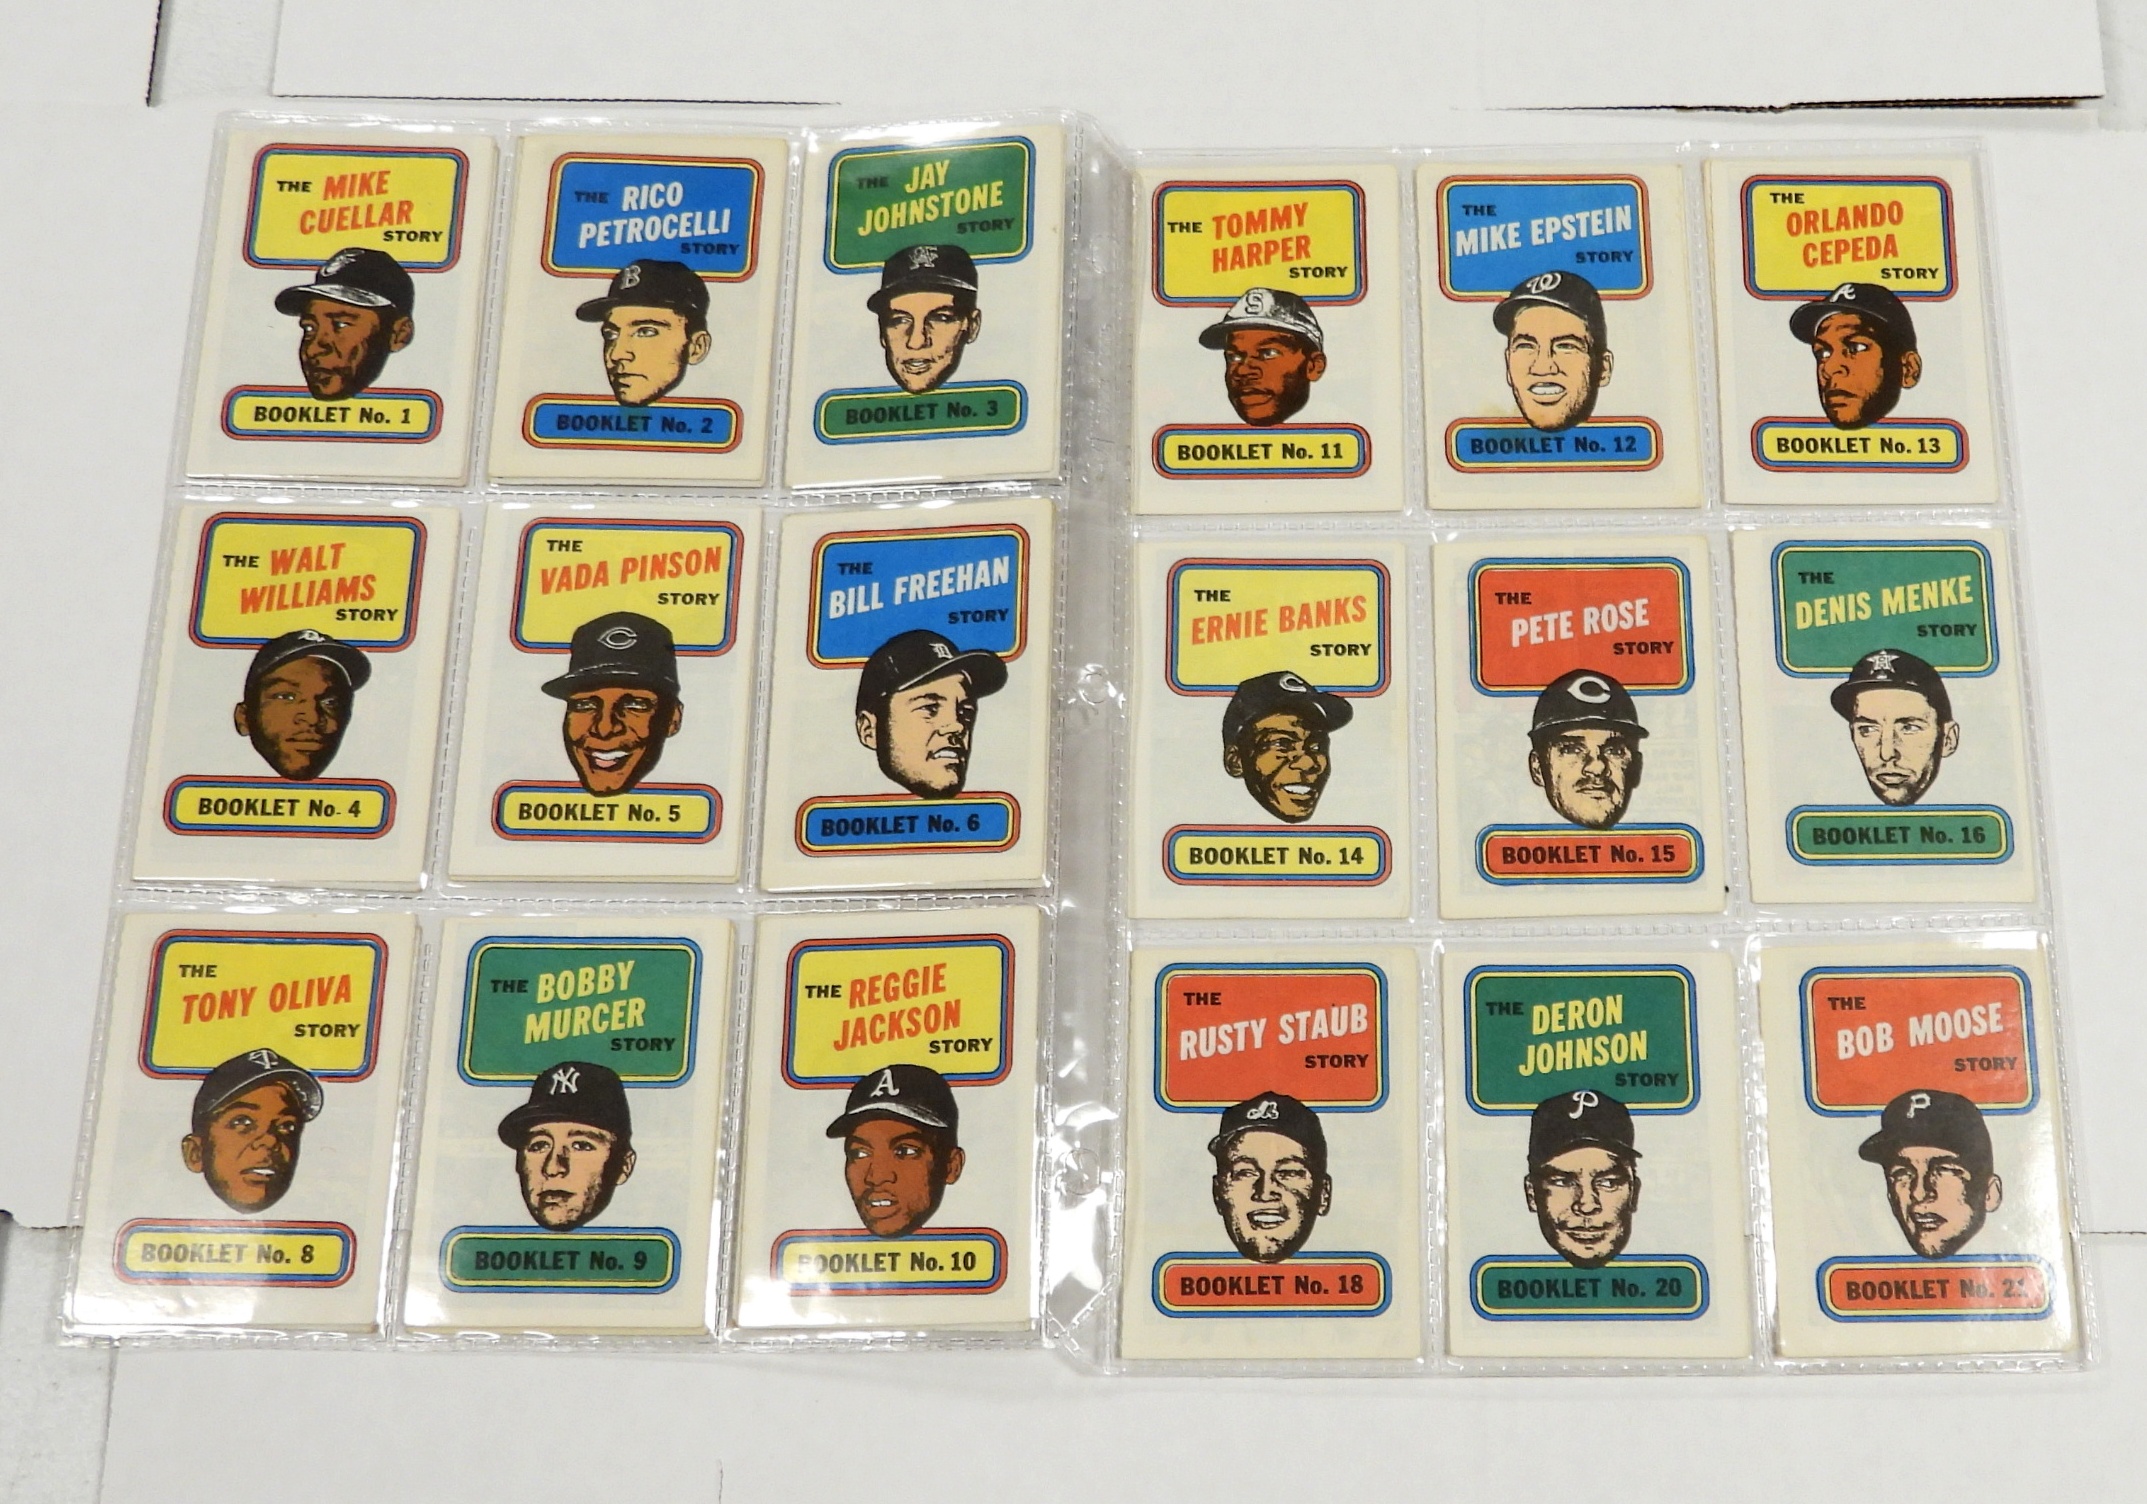 THE MIKE
CUELLAR
STORY
BOOKLET No. 1
THE RICO
PETROCELLI
STORY
B
BOOKLET No. 2
THE JAY
JOHNSTONE
STORY
BOOKLET No. 3
THE WALT
WILLIAMS
STORY
BOOKLET No. 4
THE
VADA PINSON
STORY
C
BOOKLET No. 5
THE
BILL FREEHAN
STORY
D
BOOKLET No. 6
THE
TONY OLIVA
STORY
BOOKLET No. 8
THE BOBBY
MURCER
STORY
NY
BOOKLET No. 9
THE REGGIE
JACKSON
STORY
A
BOOKLET No. 10
THE TOMMY
HARPER
STORY
S
BOOKLET No. 11
THE
MIKE EPSTEIN
STORY
W
BOOKLET No. 12
THE
ORLANDO
CEPEDA
STORY
A
BOOKLET No. 13
THE
ERNIE BANKS
STORY
C
BOOKLET No. 14
THE
PETE ROSE
STORY
C
BOOKLET No. 15
THE
DENIS MENKE
STORY
BOOKLET No. 16
THE
RUSTY STAUB
STORY
BOOKLET No. 18
THE DERON
JOHNSON
STORY
P
BOOKLET No. 20
THE
BOB MOOSE
STORY
P
BOOKLET No. 21